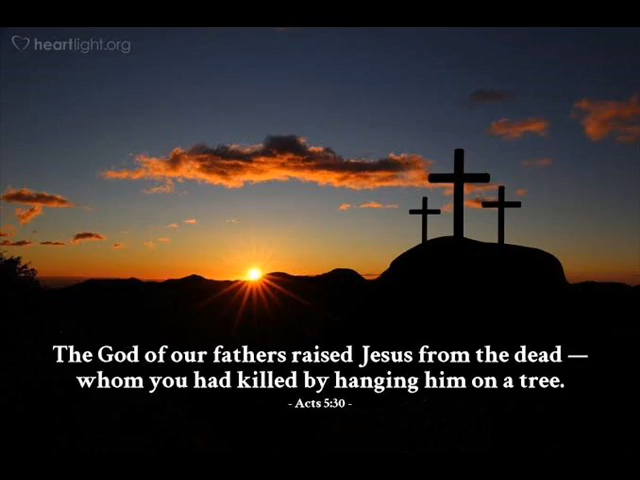 heartlight.org
The God of our fathers raised Jesus from the dead —
whom you had killed by hanging him on a tree.
- Acts 5:30 -